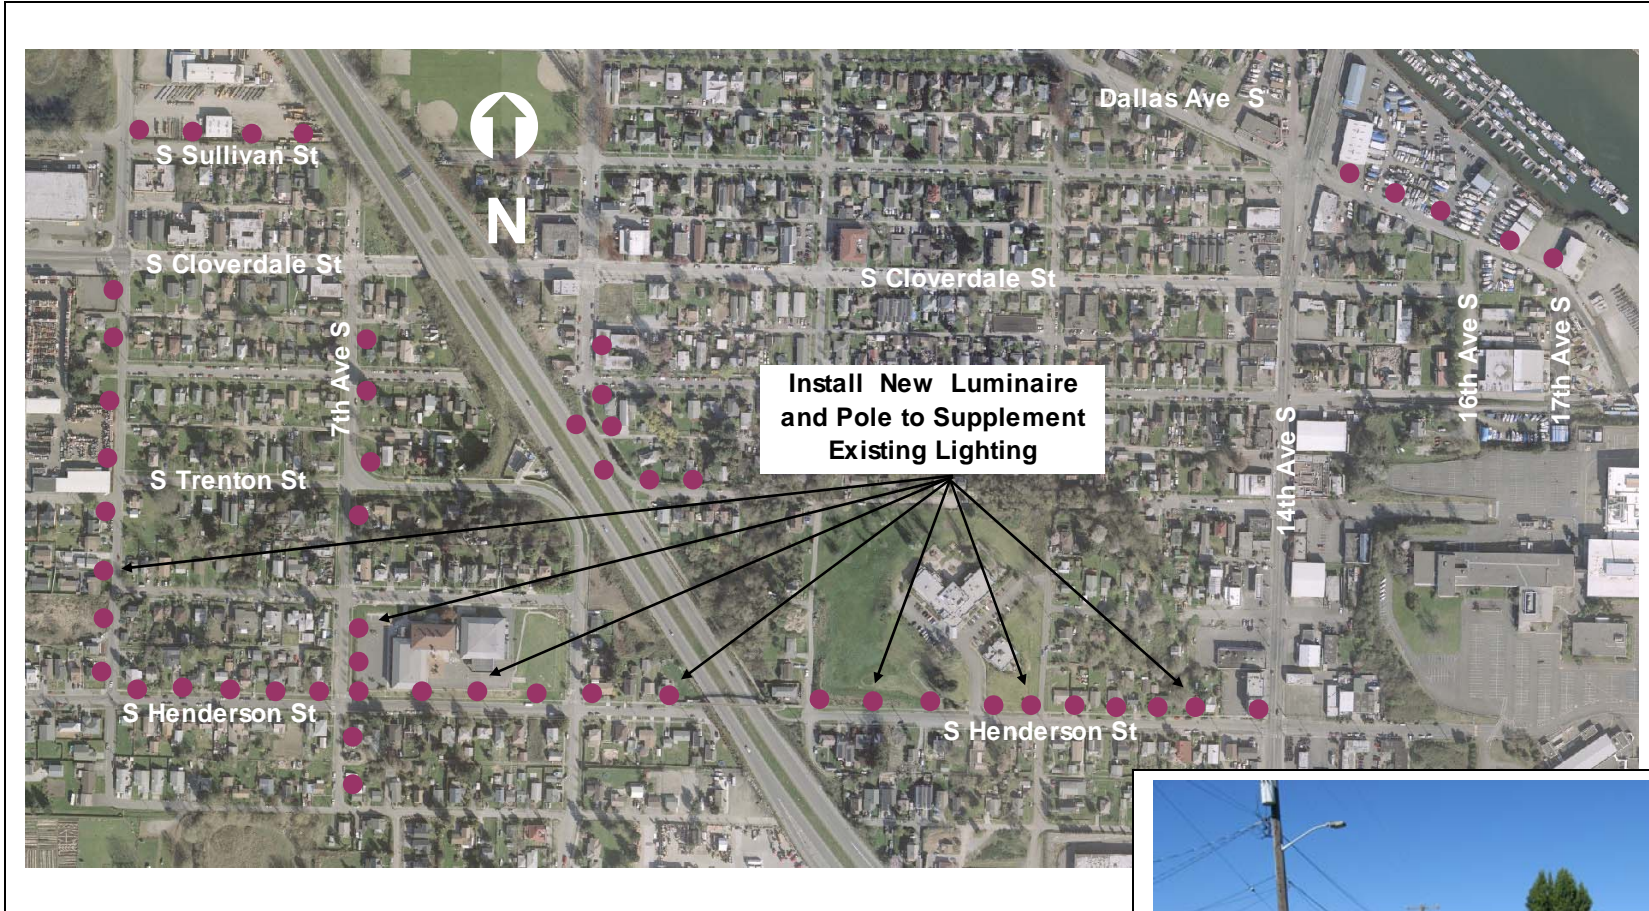 Dallas Ave S
S Sullivan St
N
S Cloverdale St
S Cloverdale St
7th Ave S
16th Ave S
17th Ave S
Install New Luminaire
and Pole to Supplement
Existing Lighting
14th Ave S
S Trenton St
S Henderson St
S Henderson St